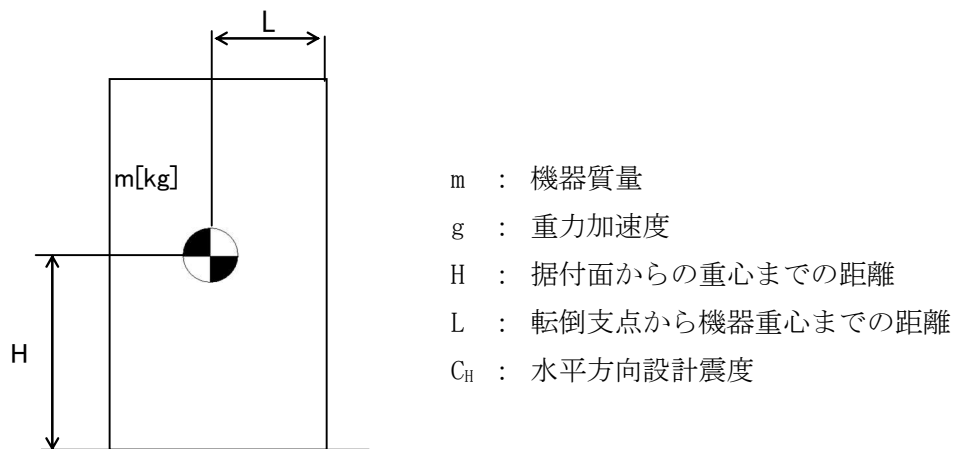 L
m[kg]
H
m : 機器質量
g : 重力加速度
H : 据付面からの重心までの距離
L : 転倒支点から機器重心までの距離
CH : 水平方向設計震度